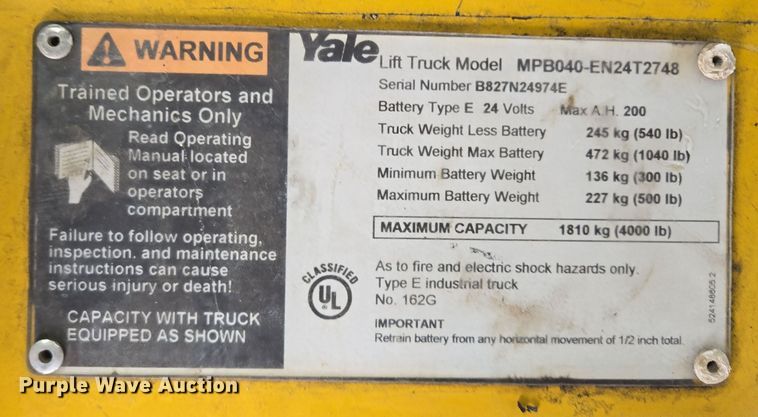 WARNING
Trained Operators and
Mechanics Only
Read Operating
Manual located
on seat or in
operators
compartment
Failure to follow operating,
inspection, and maintenance
instructions can cause
serious injury or death!
CAPACITY WITH TRUCK
EQUIPPED AS SHOWN
Yale Lift Truck Model MPB040-EN24T2748
Serial Number B827N24974E
Battery Type E 24 Volts Max A.H. 200
Truck Weight Less Battery 245 kg (540 lb)
Truck Weight Max Battery 472 kg (1040 lb)
Minimum Battery Weight 136 kg (300 lb)
Maximum Battery Weight 227 kg (500 lb)
MAXIMUM CAPACITY 1810 kg (4000 lb)
CLASSIFIED
UL
As to fire and electric shock hazards only.
Type E industrial truck
No. 162G
IMPORTANT
Retrain battery from any horizontal movement of 1/2 inch total.
Purple Wave Auction